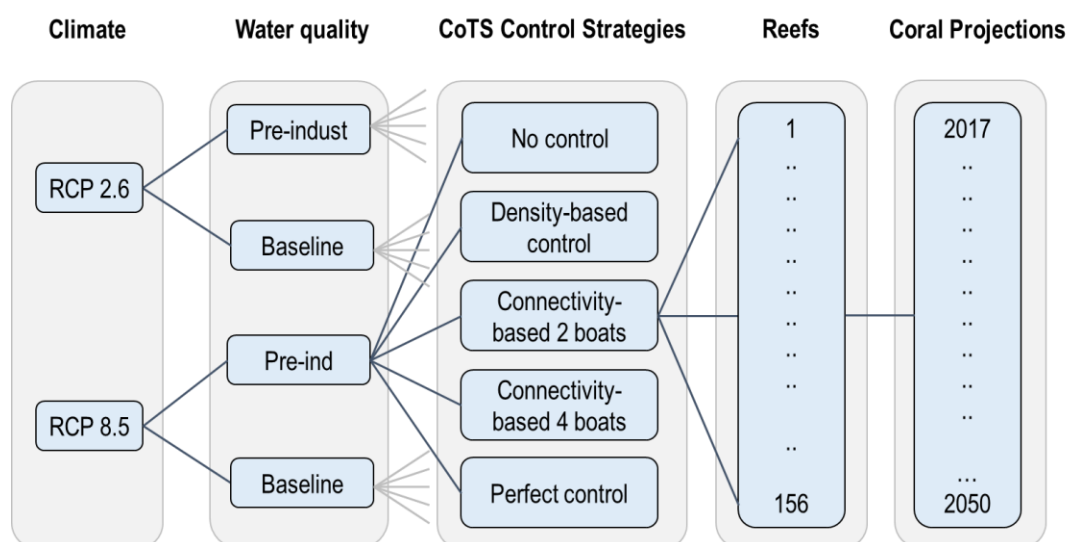 Climate
Water quality
CoTS Control Strategies
Reefs
Coral Projections
RCP 2.6
RCP 8.5
Pre-indust
Baseline
Pre-ind
Baseline
No control
Density-based
control
Connectivity-
based 2 boats
Connectivity-
based 4 boats
Perfect control
1
..
..
..
..
..
..
..
..
..
..
156
2017
..
..
..
..
..
..
..
..
..
...
2050